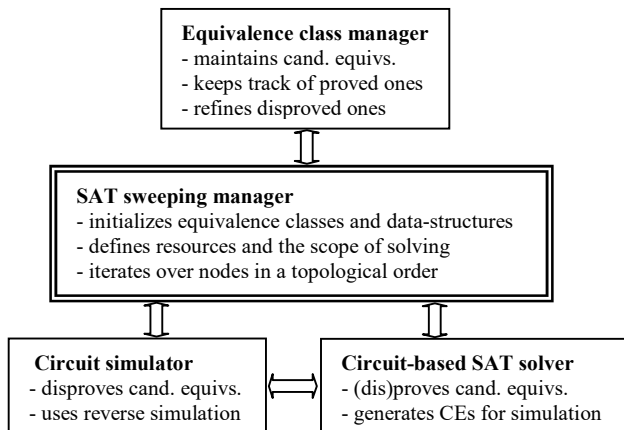 Equivalence class manager
- maintains cand. equivs.
- keeps track of proved ones
- refines disproved ones
SAT sweeping manager
- initializes equivalence classes and data-structures
- defines resources and the scope of solving
- iterates over nodes in a topological order
Circuit simulator
- disproves cand. equivs.
- uses reverse simulation
Circuit-based SAT solver
- (dis)proves cand. equivs.
- generates CEs for simulation